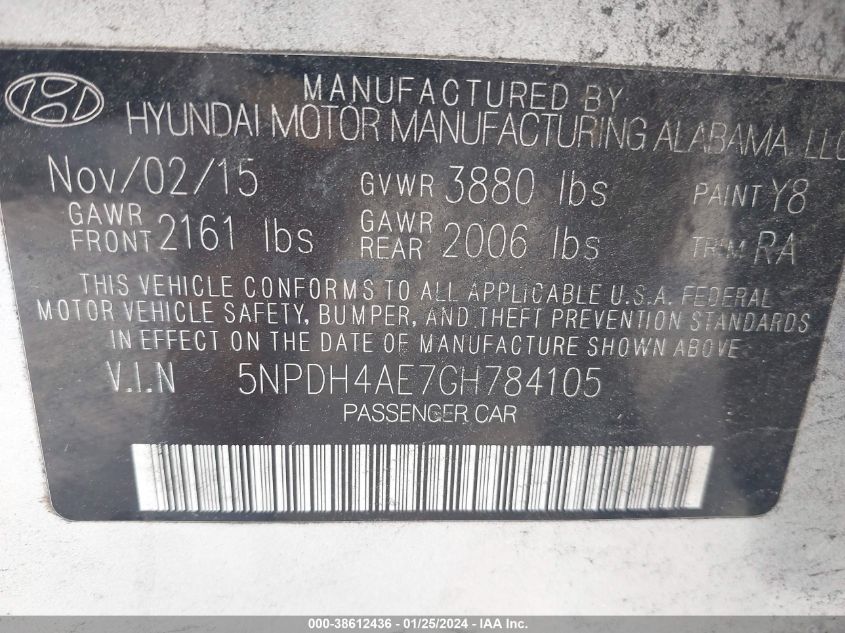 MANUFACTURED BY
HYUNDAI MOTOR MANUFACTURING ALABAMA, LLC
Nov/02/15 GVWR 3880 lbs PAINT Y8
GAWR FRONT 2161 lbs GAWR REAR 2006 lbs TRIM RA
THIS VEHICLE CONFORMS TO ALL APPLICABLE U.S.A. FEDERAL
MOTOR VEHICLE SAFETY, BUMPER, AND THEFT PREVENTION STANDARDS
IN EFFECT ON THE DATE OF MANUFACTURE SHOWN ABOVE
V.I.N 5NPDH4AE7GH784105
PASSENGER CAR
000-38612436 - 01/25/2024 - IAA Inc.